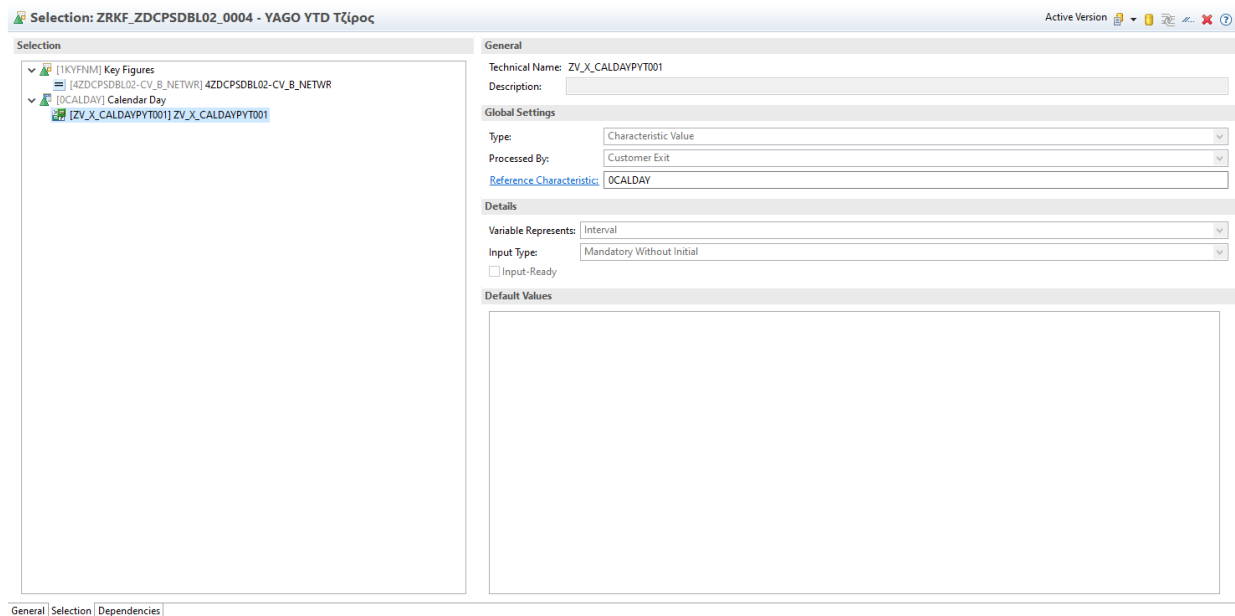 Selection: ZRKF_ZDCPSDBL02_0004 - YAGO YTD Τζίρος
Active Version
Selection
[1KYFNM] Key Figures
[4ZDCPSDBL02-CV_B_NETWR] 4ZDCPSDBL02-CV_B_NETWR
[0CALDAY] Calendar Day
[ZV_X_CALDAYPYT001] ZV_X_CALDAYPYT001
General
Technical Name: ZV_X_CALDAYPYT001
Description:
Global Settings
Type: Characteristic Value
Processed By: Customer Exit
Reference Characteristic: 0CALDAY
Details
Variable Represents: Interval
Input Type: Mandatory Without Initial
Input-Ready
Default Values
General Selection Dependencies